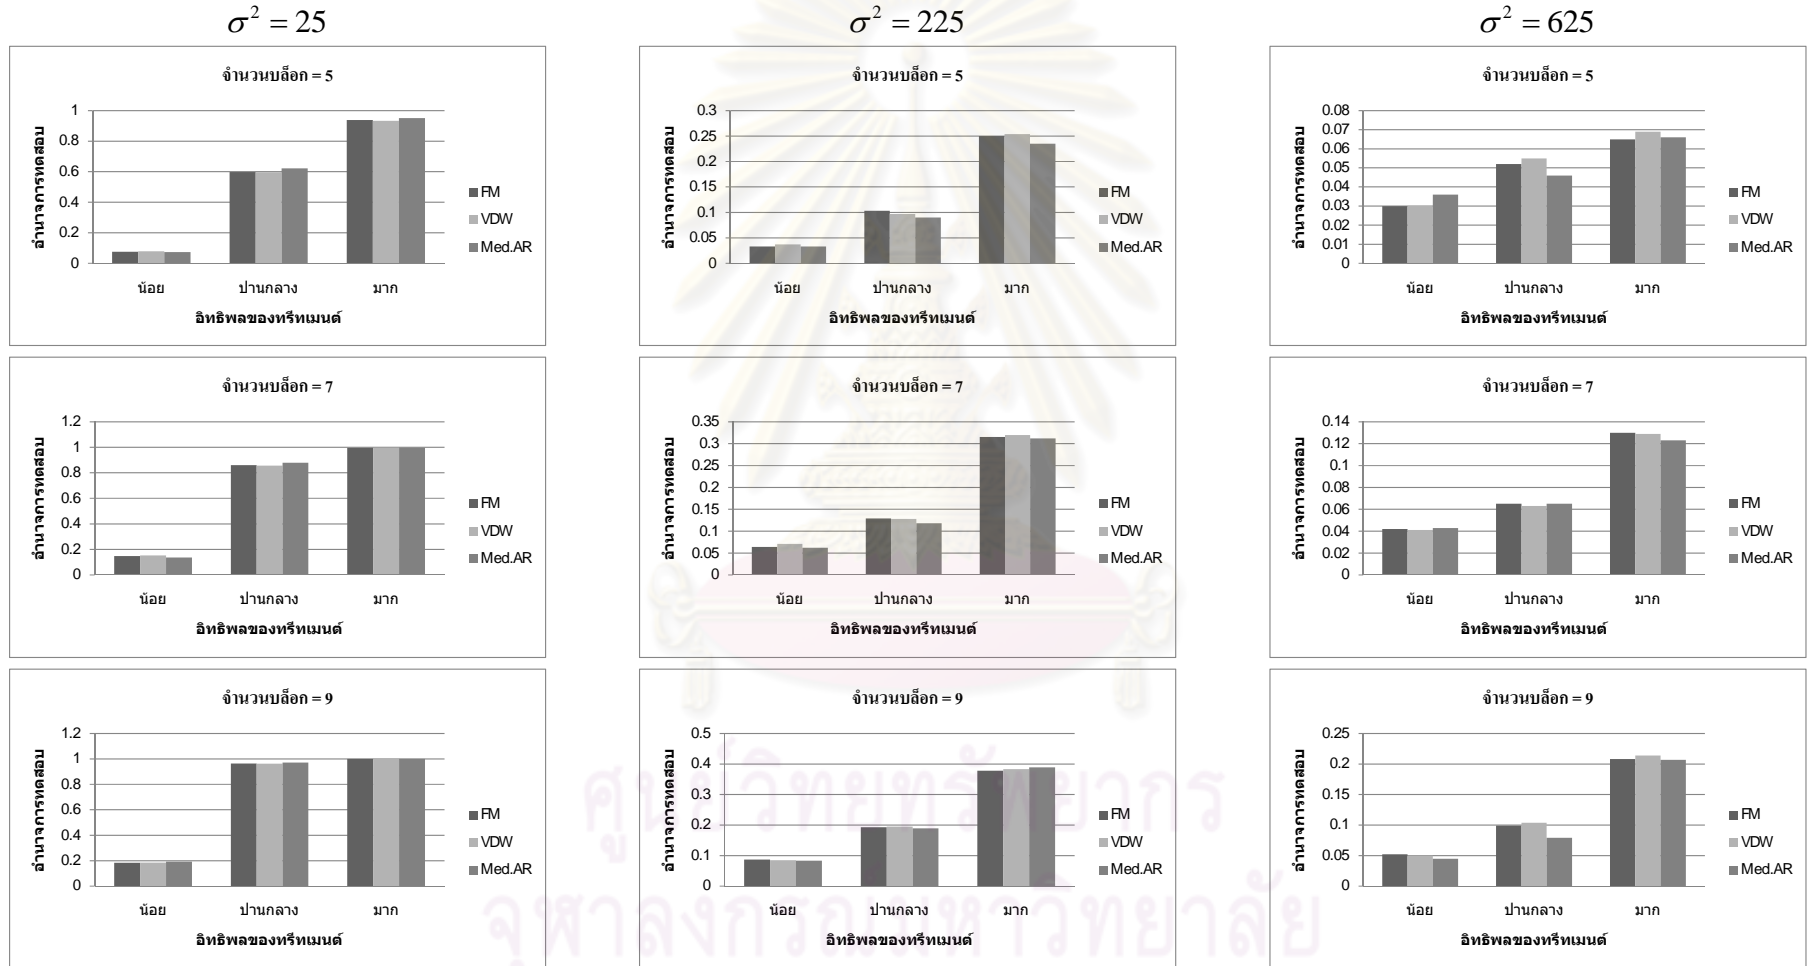 σ² = 25
σ² = 225
σ² = 625
จำนวนบล็อก = 5
อำนาจการทดสอบ
1
0.8
0.6
0.4
0.2
0
น้อย ปานกลาง มาก
อิทธิพลของทรีทเมนต์
FM
VDW
Med.AR
จำนวนบล็อก = 5
อำนาจการทดสอบ
0.3
0.25
0.2
0.15
0.1
0.05
0
น้อย ปานกลาง มาก
อิทธิพลของทรีทเมนต์
FM
VDW
Med.AR
จำนวนบล็อก = 5
อำนาจการทดสอบ
0.08
0.07
0.06
0.05
0.04
0.03
0.02
0.01
0
น้อย ปานกลาง มาก
อิทธิพลของทรีทเมนต์
FM
VDW
Med.AR
จำนวนบล็อก = 7
อำนาจการทดสอบ
1.2
1
0.8
0.6
0.4
0.2
0
น้อย ปานกลาง มาก
อิทธิพลของทรีทเมนต์
FM
VDW
Med.AR
จำนวนบล็อก = 7
อำนาจการทดสอบ
0.35
0.3
0.25
0.2
0.15
0.1
0.05
0
น้อย ปานกลาง มาก
อิทธิพลของทรีทเมนต์
FM
VDW
Med.AR
จำนวนบล็อก = 7
อำนาจการทดสอบ
0.14
0.12
0.1
0.08
0.06
0.04
0.02
0
น้อย ปานกลาง มาก
อิทธิพลของทรีทเมนต์
FM
VDW
Med.AR
จำนวนบล็อก = 9
อำนาจการทดสอบ
1.2
1
0.8
0.6
0.4
0.2
0
น้อย ปานกลาง มาก
อิทธิพลของทรีทเมนต์
FM
VDW
Med.AR
จำนวนบล็อก = 9
อำนาจการทดสอบ
0.5
0.4
0.3
0.2
0.1
0
น้อย ปานกลาง มาก
อิทธิพลของทรีทเมนต์
FM
VDW
Med.AR
จำนวนบล็อก = 9
อำนาจการทดสอบ
0.25
0.2
0.15
0.1
0.05
0
น้อย ปานกลาง มาก
อิทธิพลของทรีทเมนต์
FM
VDW
Med.AR
ศูนย์วิทยทรัพยากร
จุฬาลงกรณ์มหาวิทยาลัย